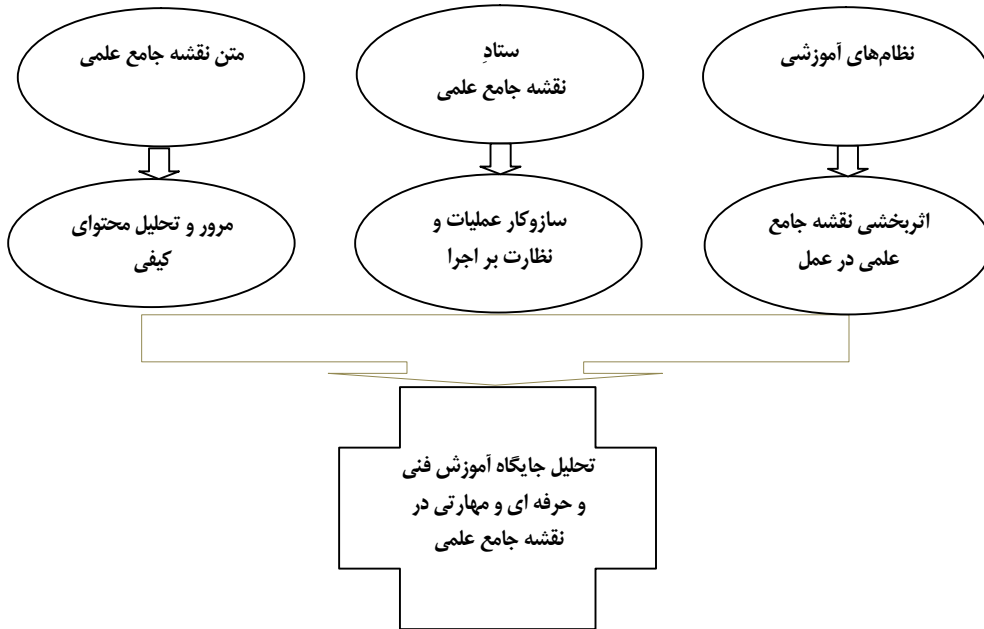 نظام‌های آموزشی
ستادِ
نقشه جامع علمی
متن نقشه جامع علمی
اثربخشی نقشه جامع
علمی در عمل
سازوکار عملیات و
نظارت بر اجرا
مرور و تحلیل محتوای
کیفی
تحلیل جایگاه آموزش فنی
و حرفه ای و مهارتی در
نقشه جامع علمی